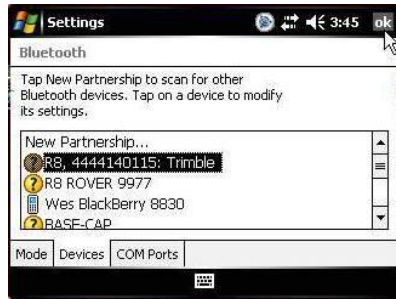 Settings 3:45 ok
Bluetooth
Tap New Partnership to scan for other
Bluetooth devices. Tap on a device to modify
its settings.
New Partnership...
R8, 4444140115: Trimble
R8 ROVER 9977
Wes BlackBerry 8830
BASE-CAP
Mode Devices COM Ports